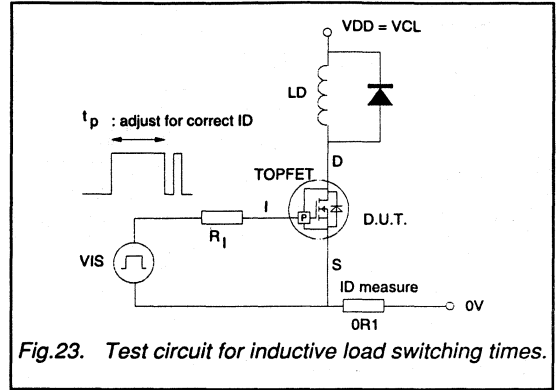 VDD = VCL
LD
t p : adjust for correct ID
D
TOPFET
I
P
D.U.T.
R I
VIS
S
ID measure
0V
0R1
Fig.23. Test circuit for inductive load switching times.